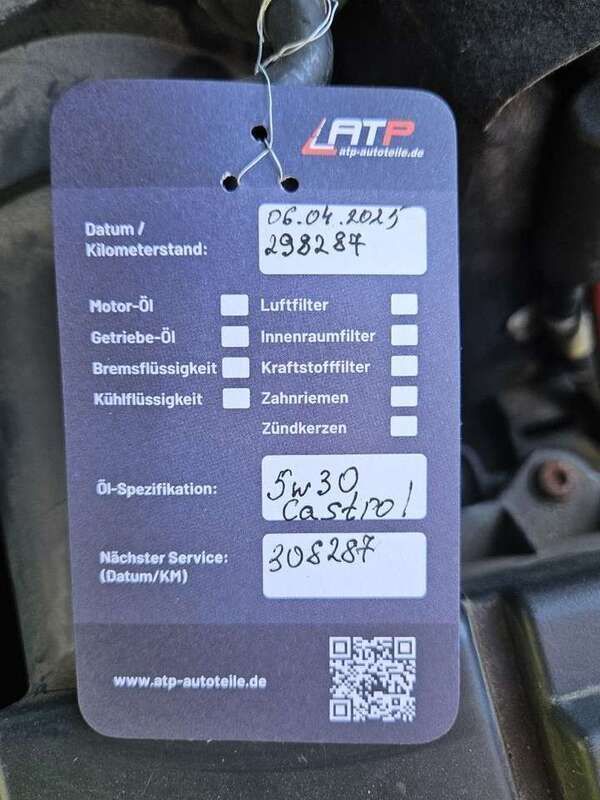 ATP
atp-autoteile.de
Datum /
Kilometerstand:
06.04.2025
298287
Motor-Öl
Luftfilter
Getriebe-Öl
Innenraumfilter
Bremsflüssigkeit
Kraftstofffilter
Kühlflüssigkeit
Zahnriemen
Zündkerzen
Öl-Spezifikation:
5w30
Castrol
Nächster Service:
(Datum/KM)
308287
www.atp-autoteile.de